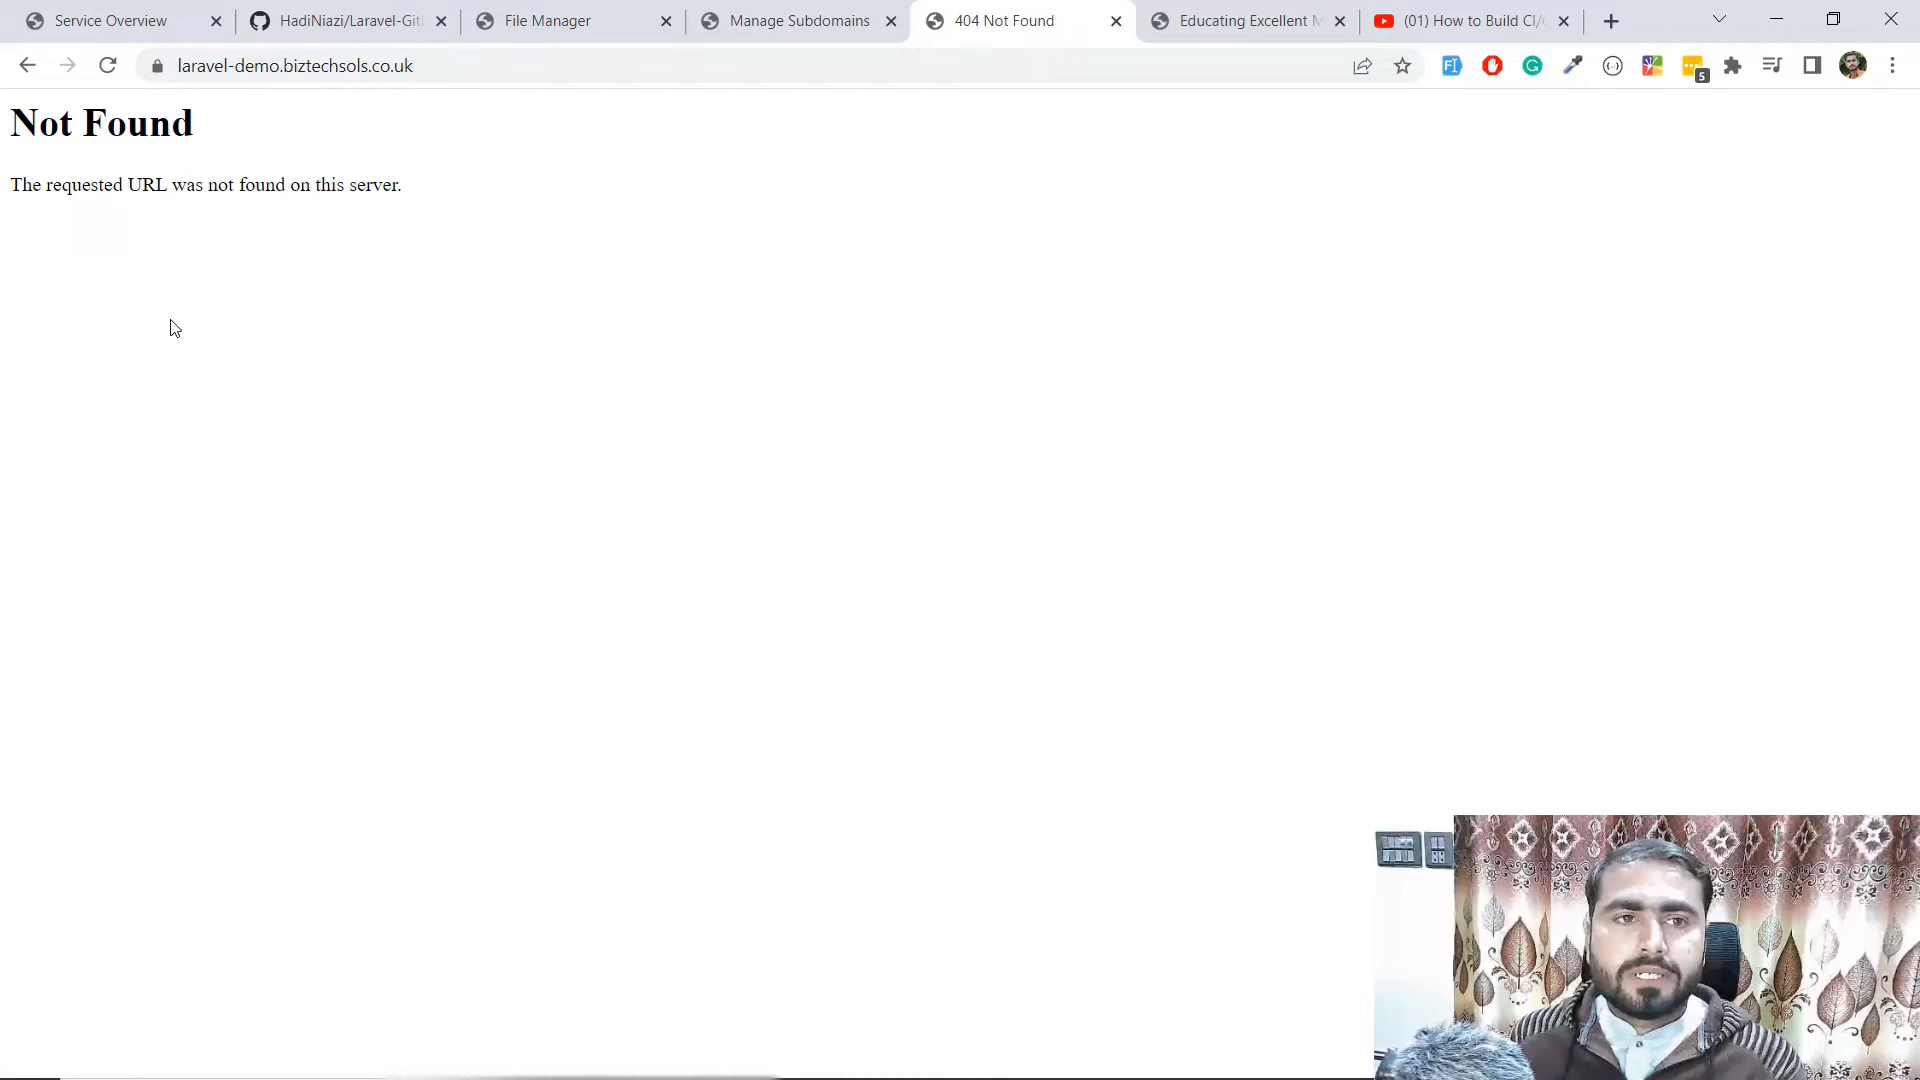 Service Overview
HadiNiazi/Laravel-Git
File Manager
Manage Subdomains
404 Not Found
Educating Excellent M
(01) How to Build CI/
laravel-demo.biztechsols.co.uk
5
Not Found
The requested URL was not found on this server.